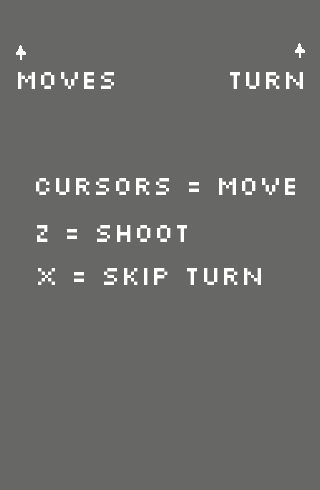 MOVES TURN
CURSORS = MOVE
Z = SHOOT
X = SKIP TURN